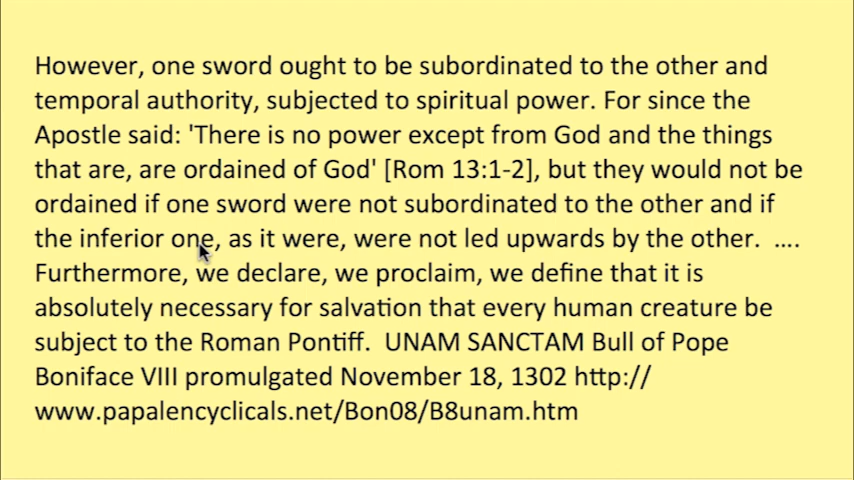 However, one sword ought to be subordinated to the other and
temporal authority, subjected to spiritual power. For since the
Apostle said: 'There is no power except from God and the things
that are, are ordained of God' [Rom 13:1-2], but they would not be
ordained if one sword were not subordinated to the other and if
the inferior one, as it were, were not led upwards by the other.  ....
Furthermore, we declare, we proclaim, we define that it is
absolutely necessary for salvation that every human creature be
subject to the Roman Pontiff.  UNAM SANCTAM Bull of Pope
Boniface VIII promulgated November 18, 1302 http://
www.papalencyclicals.net/Bon08/B8unam.htm